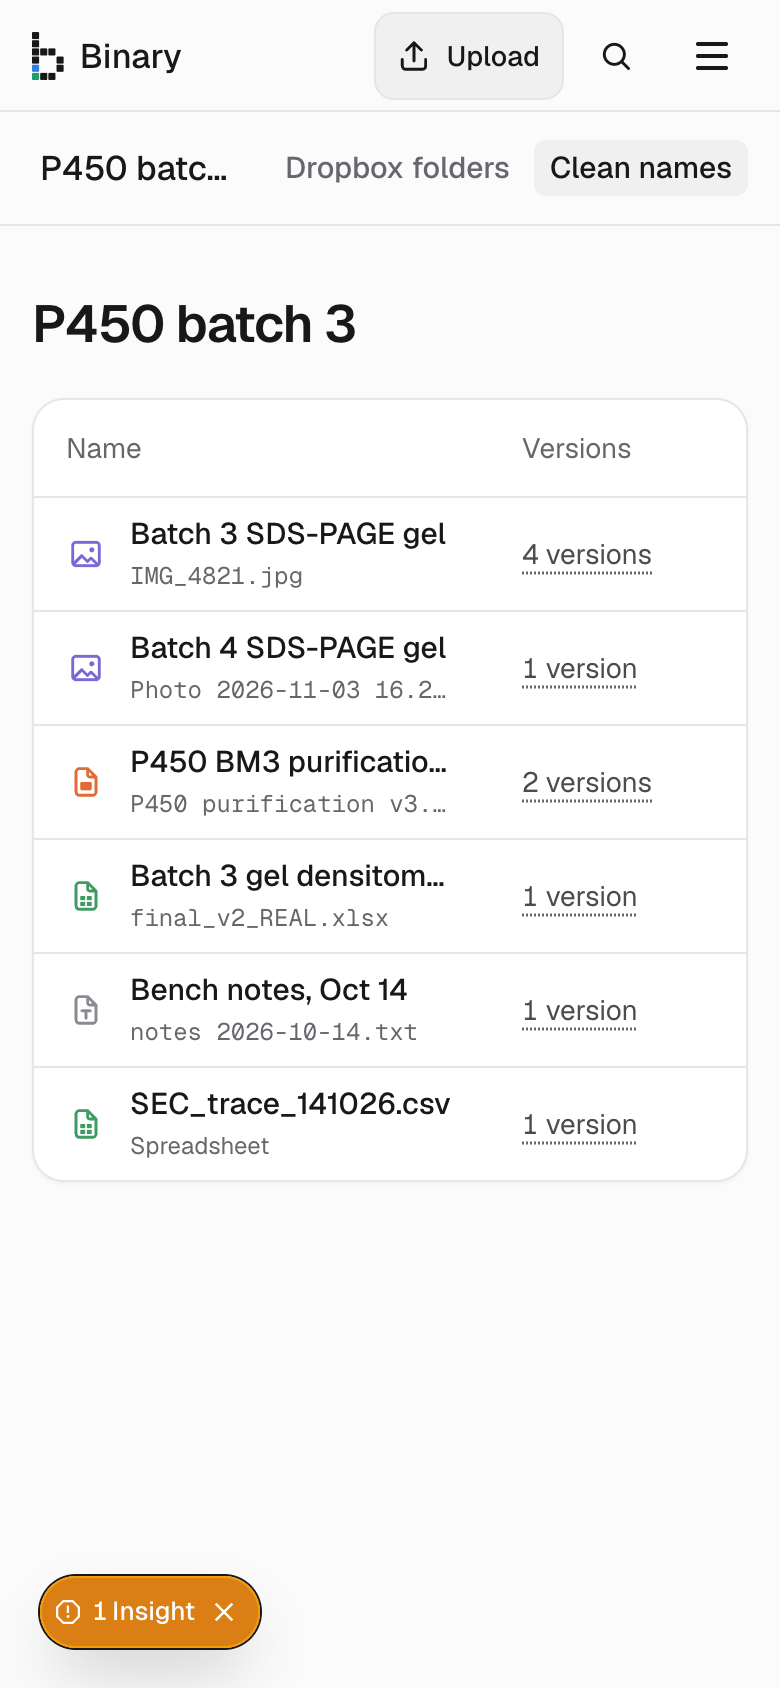 Binary
Upload
P450 batc...
Dropbox folders
Clean names
P450 batch 3
Name
Versions
Batch 3 SDS-PAGE gel
IMG_4821.jpg
4 versions
Batch 4 SDS-PAGE gel
Photo 2026-11-03 16.2…
1 version
P450 BM3 purificatio...
P450 purification v3.…
2 versions
Batch 3 gel densitom...
final_v2_REAL.xlsx
1 version
Bench notes, Oct 14
notes 2026-10-14.txt
1 version
SEC_trace_141026.csv
Spreadsheet
1 version
1 Insight